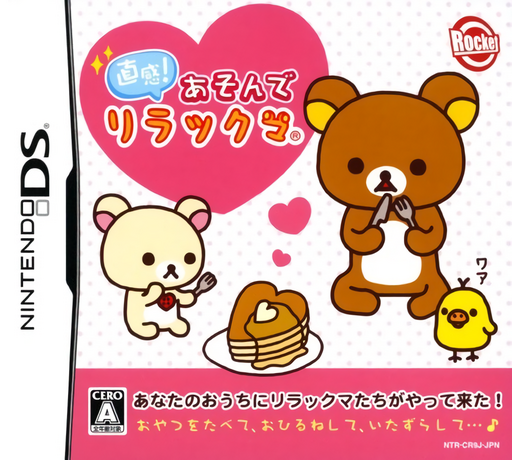 NINTENDO DS
Rocket
直感!
あそんで
リラックマ®
ワァ
CERO
A
全年齢対象
あなたのおうちにリラックマたちがやって来た!
おやつをたべて、おひるねして、いたずらして…♪
NTR-CR9J-JPN